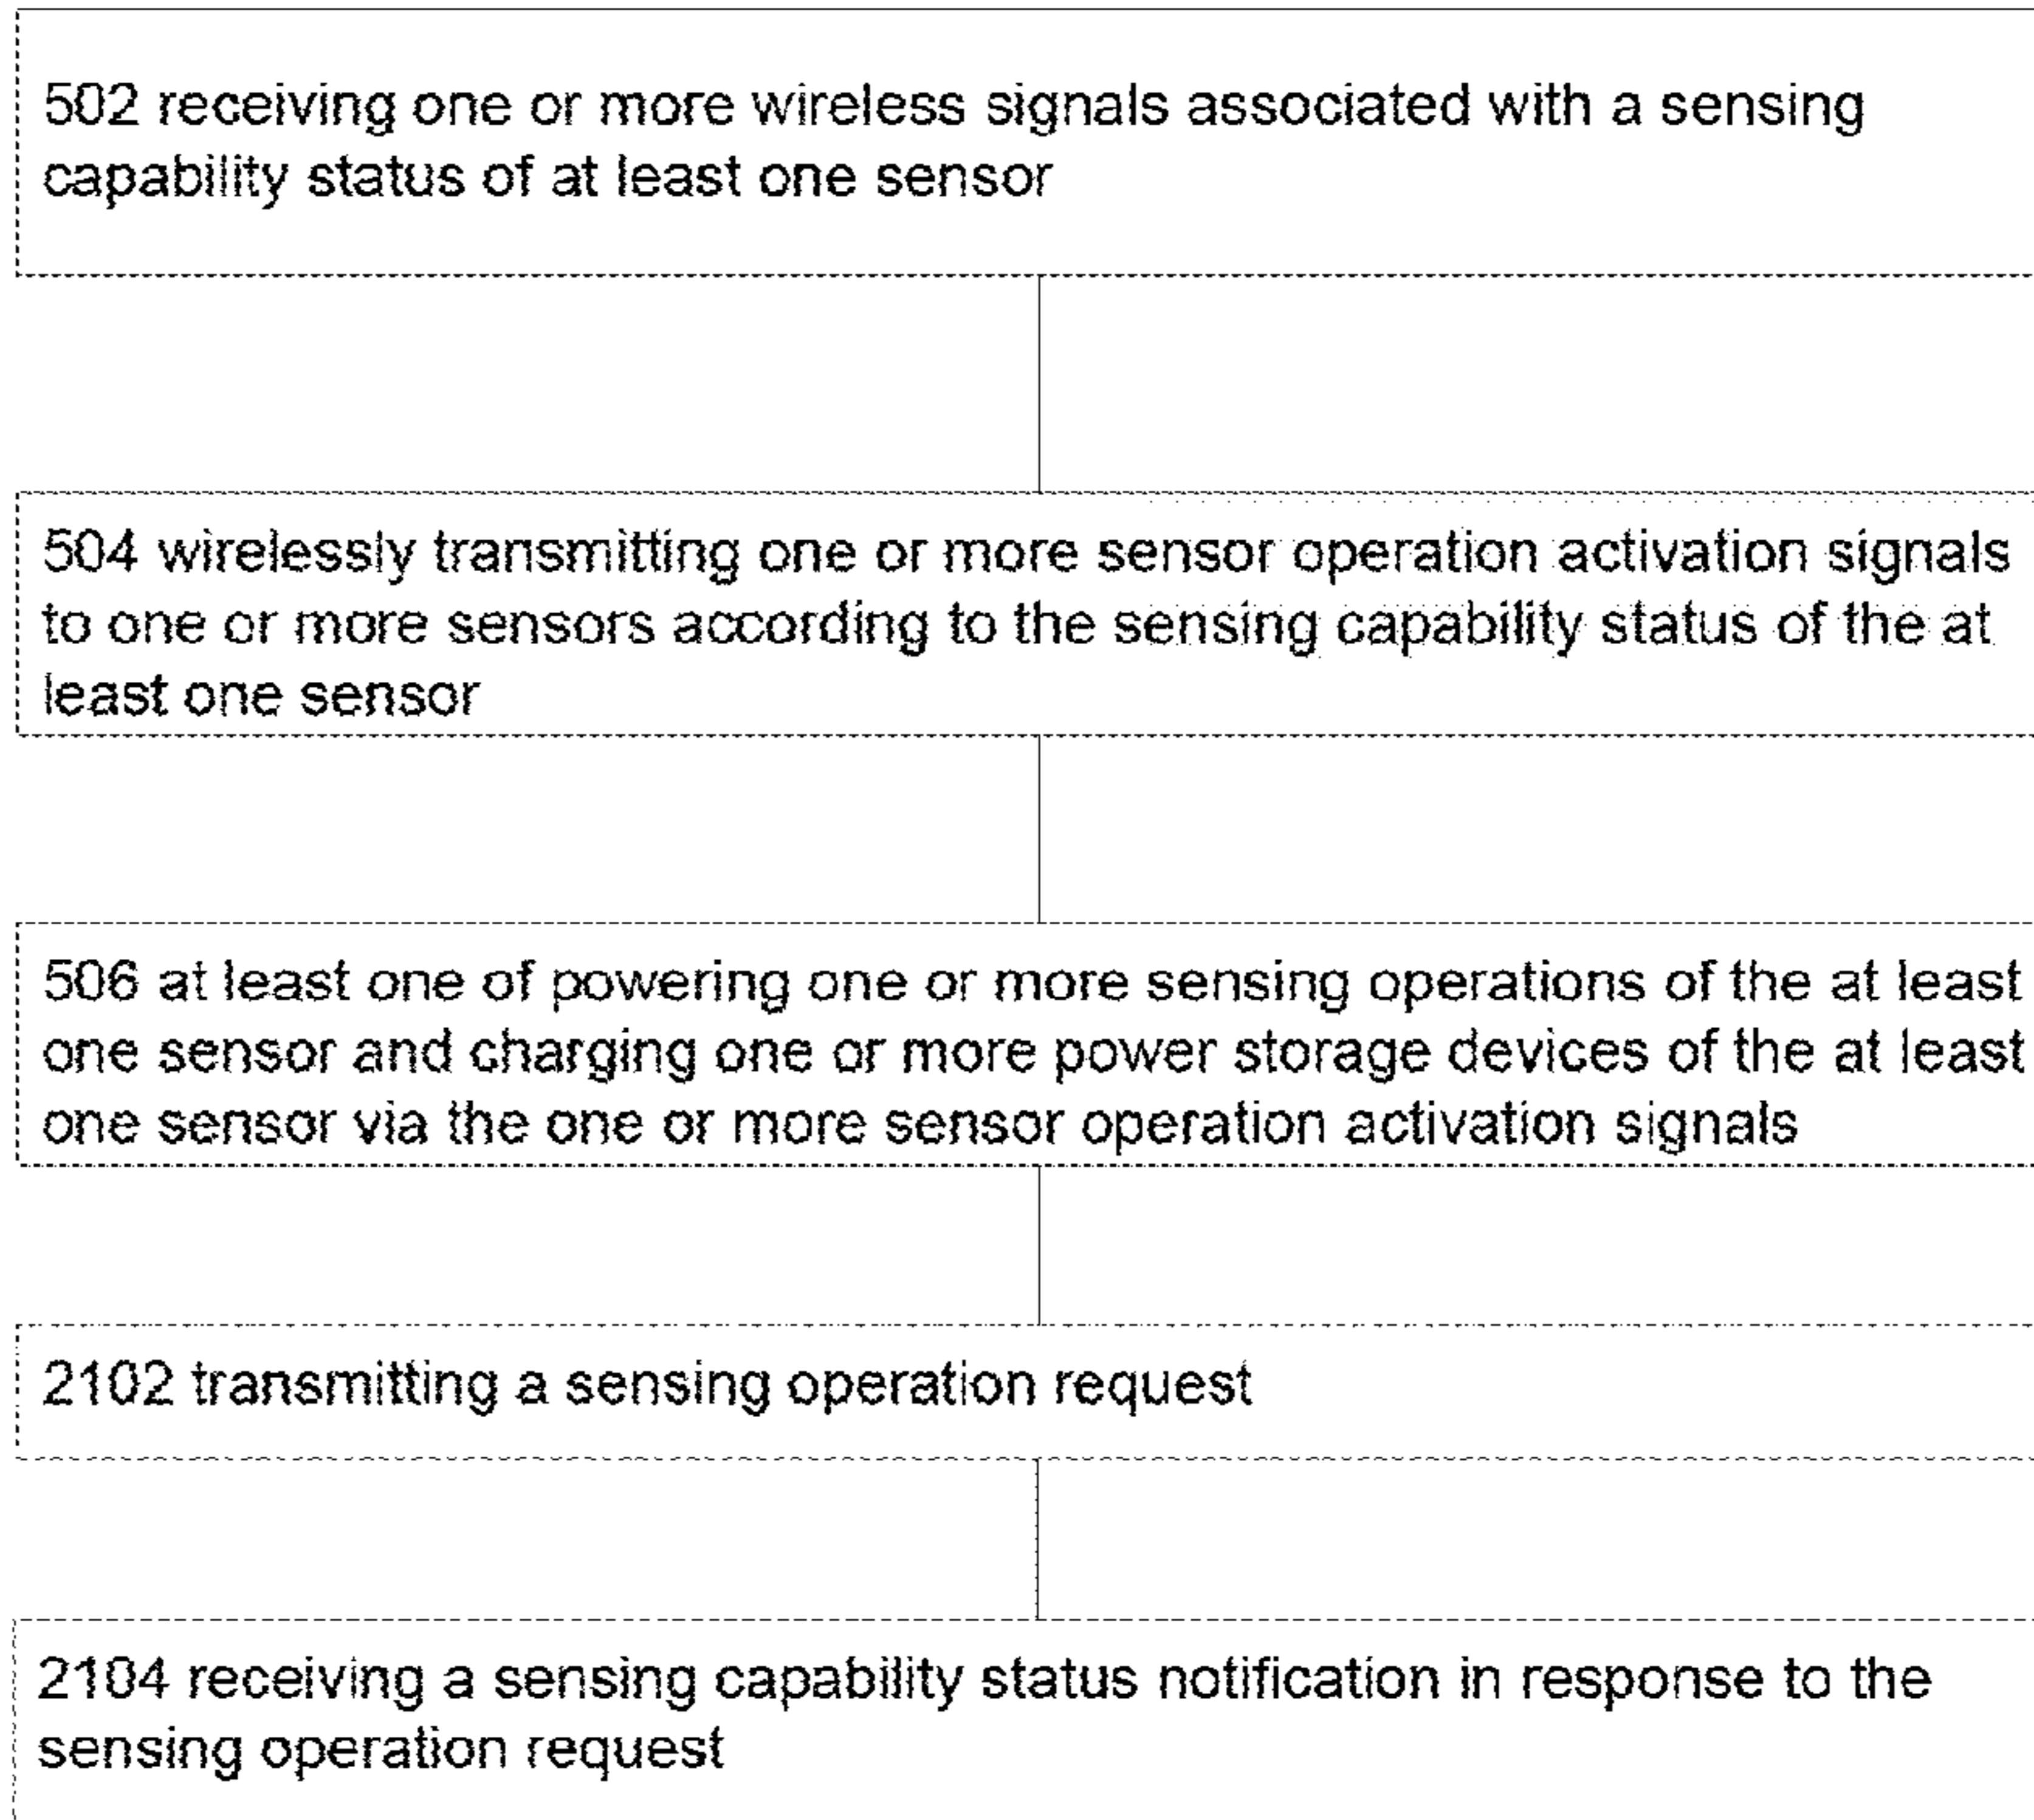 502 receiving one or more wireless signals associated with a sensing
capability status of at least one sensor
504 wirelessly transmitting one or more sensor operation activation signals
to one or more sensors according to the sensing capability status of the at
least one sensor
506 at least one of powering one or more sensing operations of the at least
one sensor and charging one or more power storage devices of the at least
one sensor via the one or more sensor operation activation signals
2102 transmitting a sensing operation request
2104 receiving a sensing capability status notification in response to the
sensing operation request